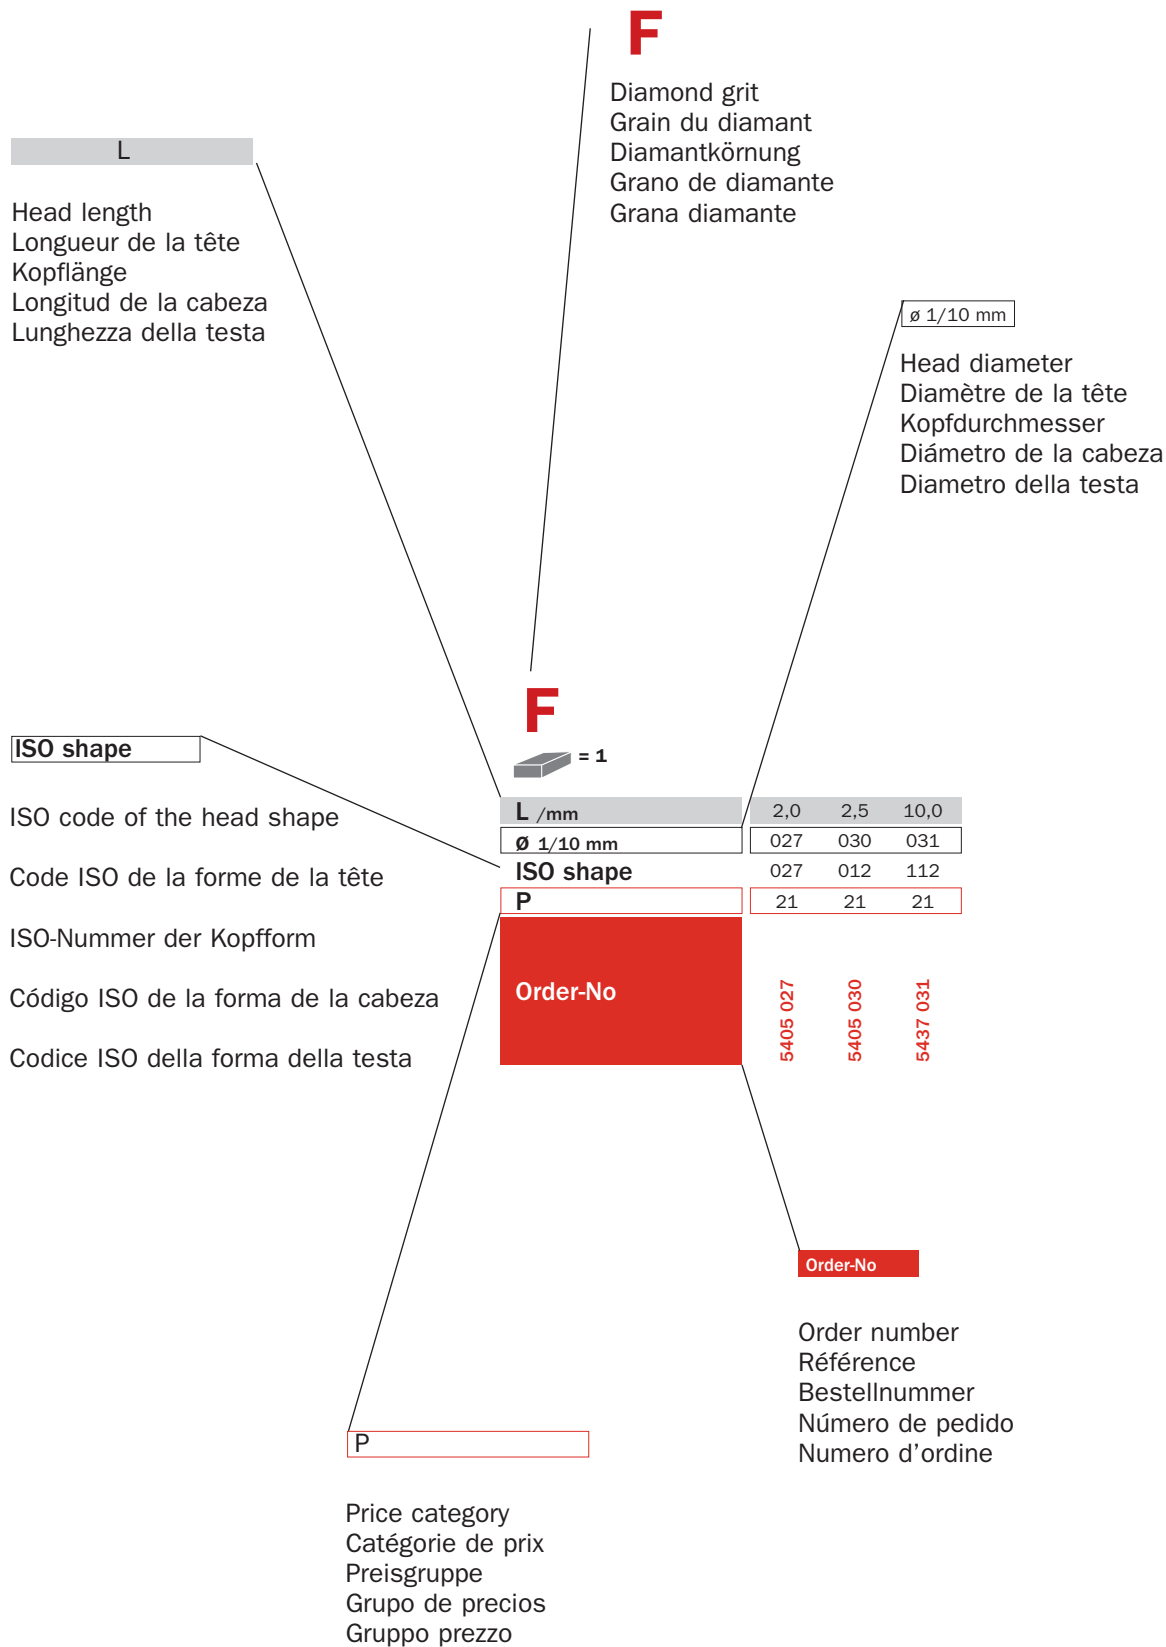 F
Diamond grit
Grain du diamant
Diamantkörnung
Grano de diamante
Grana diamante
L
Head length
Longueur de la tête
Kopflänge
Longitud de la cabeza
Lunghezza della testa
ø 1/10 mm
Head diameter
Diamètre de la tête
Kopfdurchmesser
Diámetro de la cabeza
Diametro della testa
F
= 1
ISO shape
ISO code of the head shape
Code ISO de la forme de la tête
ISO-Nummer der Kopfform
Código ISO de la forma de la cabeza
Codice ISO della forma della testa
L /mm 2,0 2,5 10,0
ø 1/10 mm 027 030 031
ISO shape 027 012 112
P 21 21 21
Order-No
5405 027
5405 030
5437 031
Order-No
Order number
Référence
Bestellnummer
Número de pedido
Numero d’ordine
P
Price category
Catégorie de prix
Preisgruppe
Grupo de precios
Gruppo prezzo